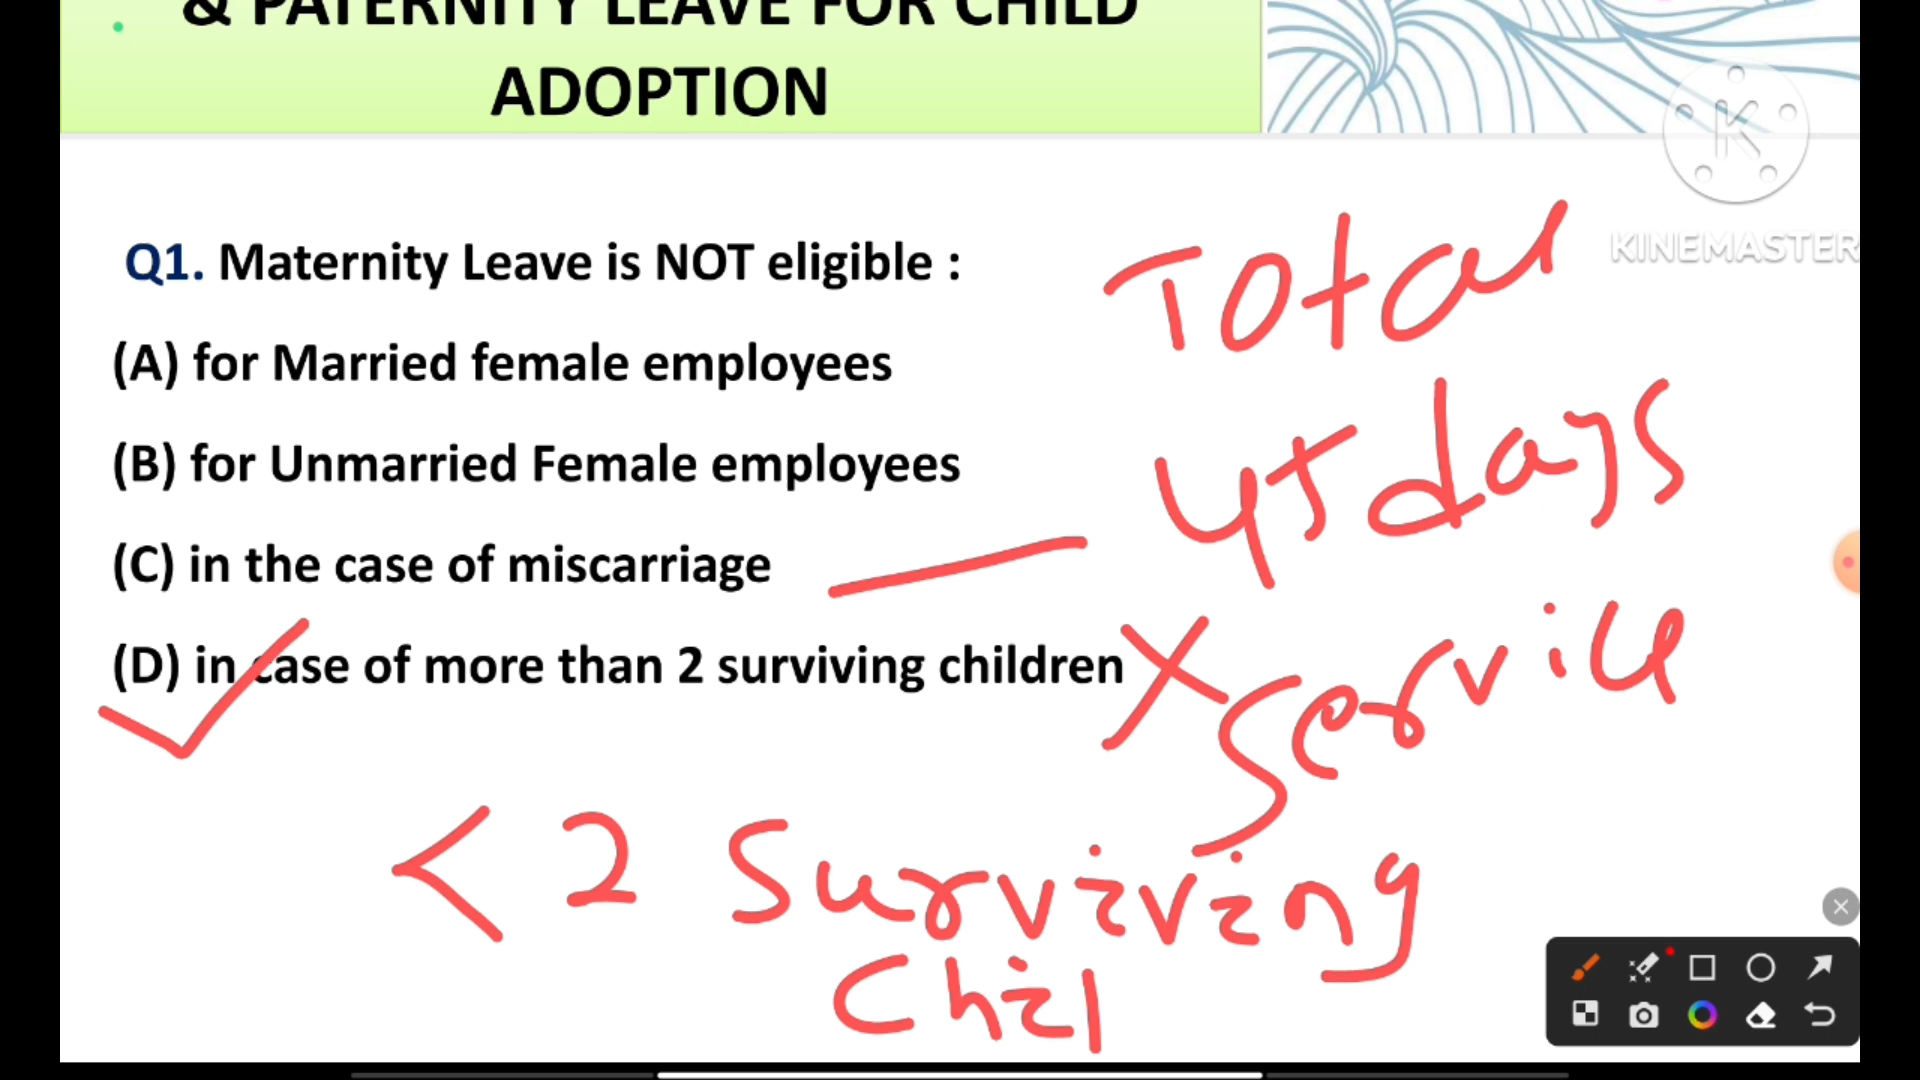 & PATERNITY LEAVE FOR CHILD
ADOPTION
KINEMASTER
Q1. Maternity Leave is NOT eligible :
Total
(A) for Married female employees
45 days
(B) for Unmarried Female employees
(C) in the case of miscarriage
Service
(D) in case of more than 2 surviving children
< 2 Surviving
Chil